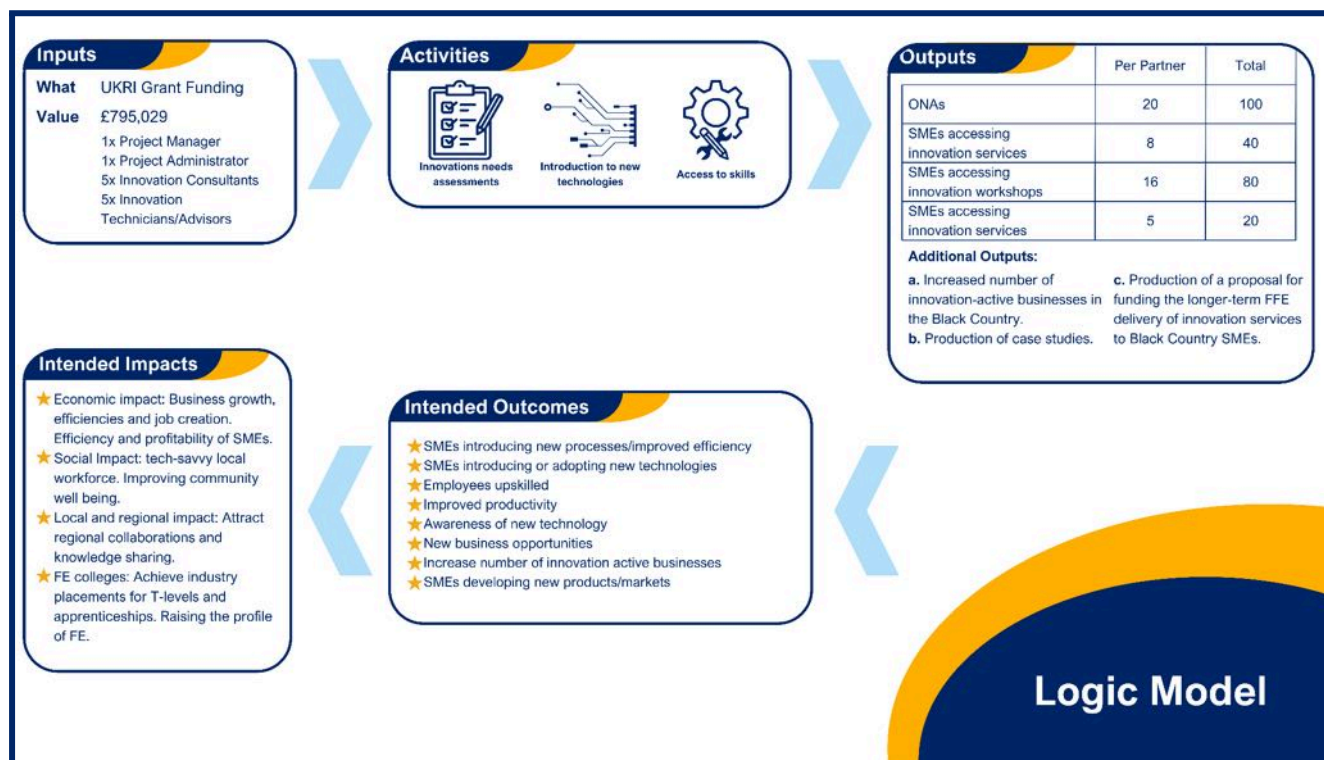 Inputs
What UKRI Grant Funding
Value £795,029
1x Project Manager
1x Project Administrator
5x Innovation Consultants
5x Innovation
Technicians/Advisors
Activities
Innovations needs
assessments
Introduction to new
technologies
Access to skills
Outputs
Per Partner Total
ONAs 20 100
SMEs accessing
innovation services 8 40
SMEs accessing
innovation workshops 16 80
SMEs accessing
innovation services 5 20
Additional Outputs:
a. Increased number of
innovation-active businesses in
the Black Country.
b. Production of case studies.
c. Production of a proposal for
funding the longer-term FFE
delivery of innovation services
to Black Country SMEs.
Intended Outcomes
SMEs introducing new processes/improved efficiency
SMEs introducing or adopting new technologies
Employees upskilled
Improved productivity
Awareness of new technology
New business opportunities
Increase number of innovation active businesses
SMEs developing new products/markets
Intended Impacts
Economic impact: Business growth,
efficiencies and job creation.
Efficiency and profitability of SMEs.
Social Impact: tech-savvy local
workforce. Improving community
well being.
Local and regional impact: Attract
regional collaborations and
knowledge sharing.
FE colleges: Achieve industry
placements for T-levels and
apprenticeships. Raising the profile
of FE.
Logic Model